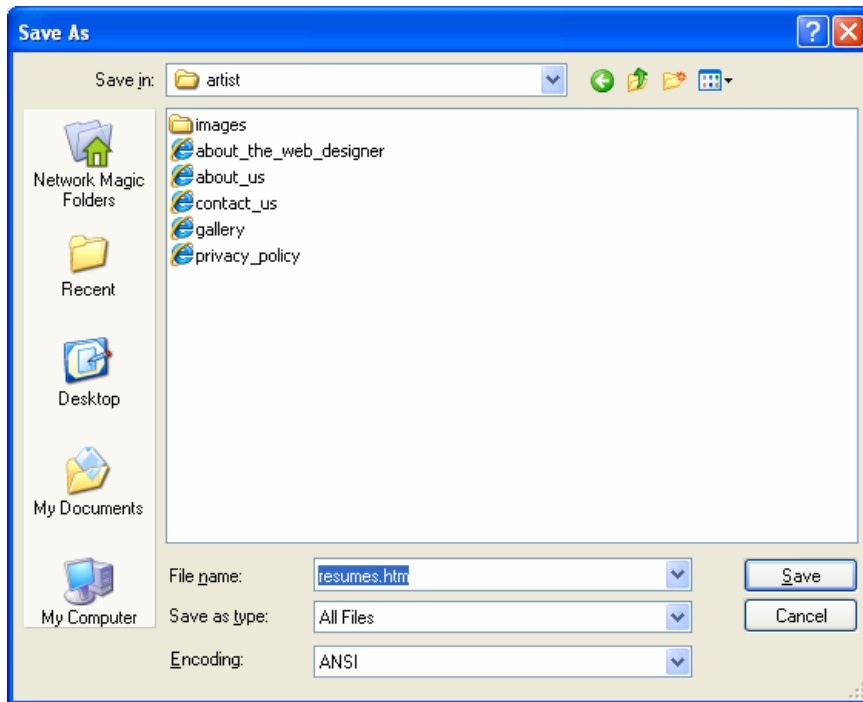 Save As
Save in: artist
images
about_the_web_designer
about_us
contact_us
gallery
privacy_policy
Network Magic
Folders
Recent
Desktop
My Documents
My Computer
File name: resumes.htm Save
Save as type: All Files Cancel
Encoding: ANSI